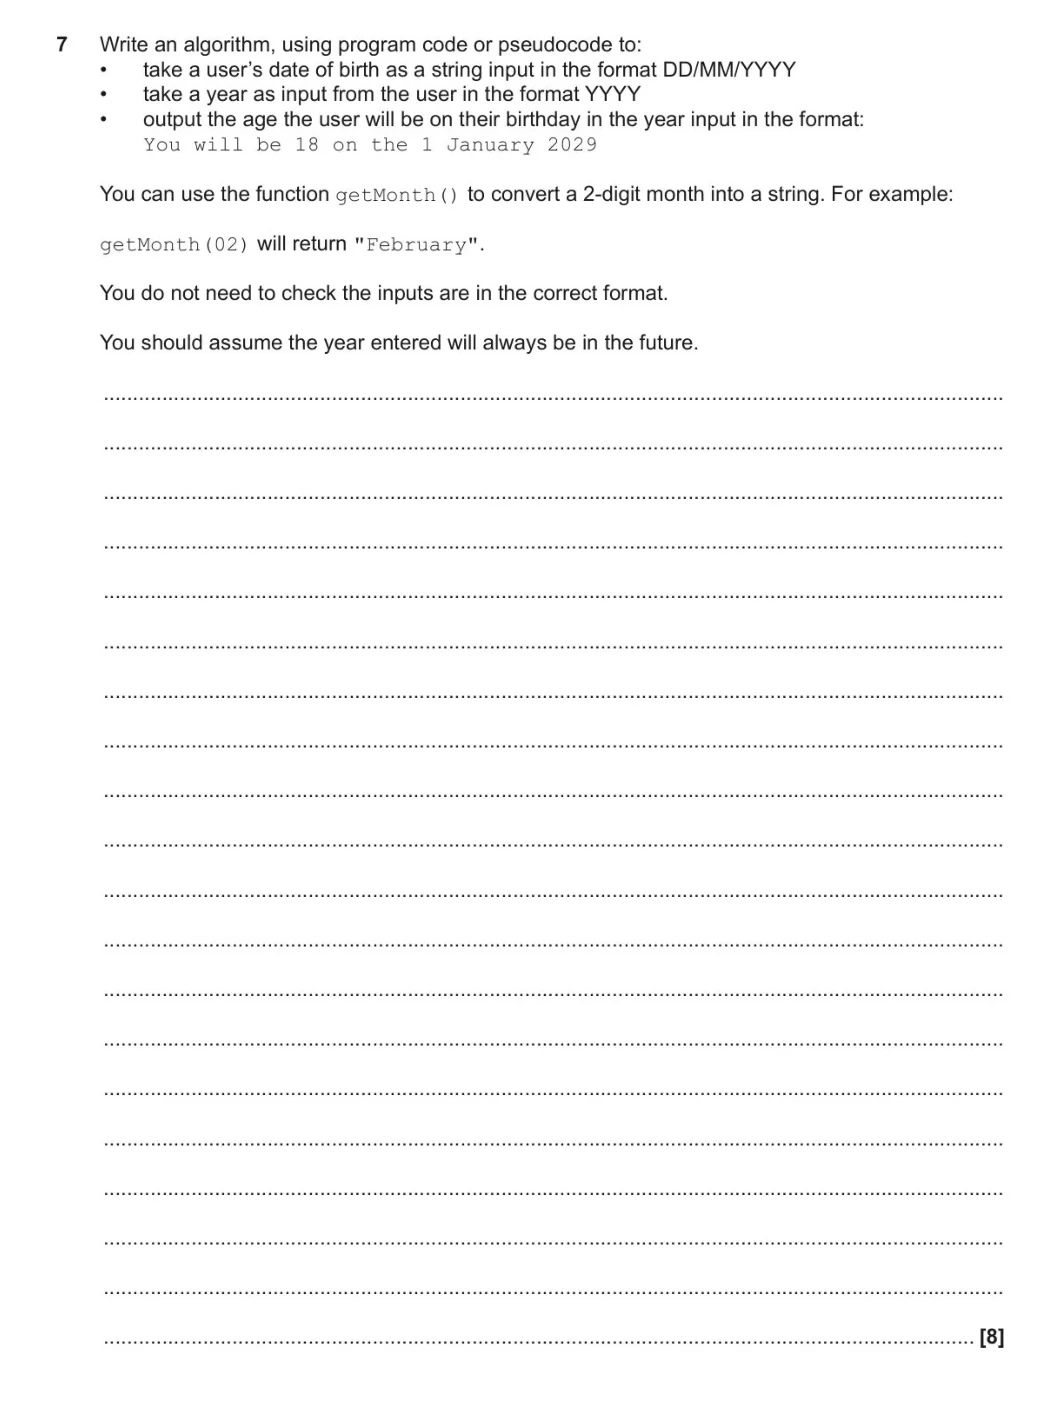 7 Write an algorithm, using program code or pseudocode to:
• take a user's date of birth as a string input in the format DD/MM/YYYY
• take a year as input from the user in the format YYYY
• output the age the user will be on their birthday in the year input in the format:
You will be 18 on the 1 January 2029
You can use the function getMonth() to convert a 2-digit month into a string. For example:
getMonth(02) will return "February".
You do not need to check the inputs are in the correct format.
You should assume the year entered will always be in the future.
[8]